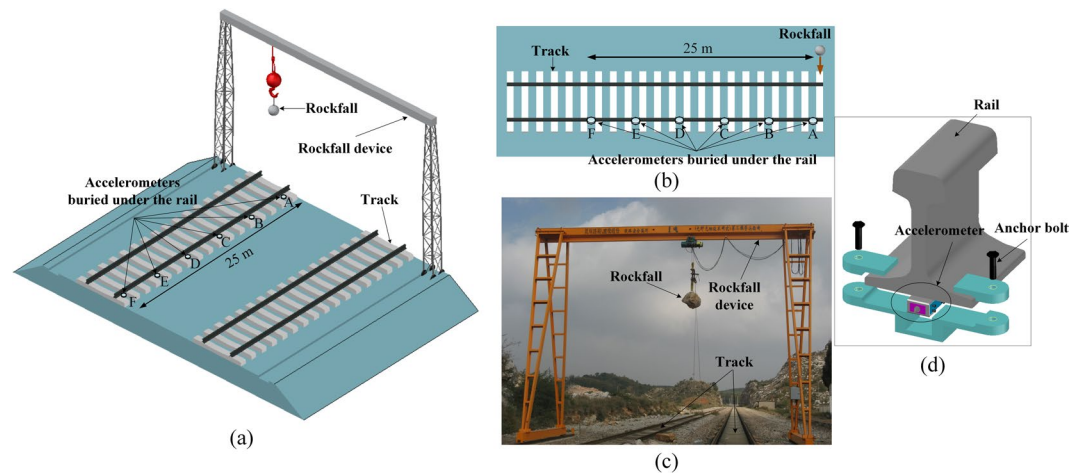 Rockfall
Rockfall device
Accelerometers
buried under the rail
Track
A
B
C
D
E
F
25 m
(a)
Rockfall
Track
25 m
F
E
D
C
B
A
Accelerometers buried under the rail
(b)
Rockfall
Rockfall
device
Track
(c)
Rail
Accelerometer
Anchor bolt
(d)